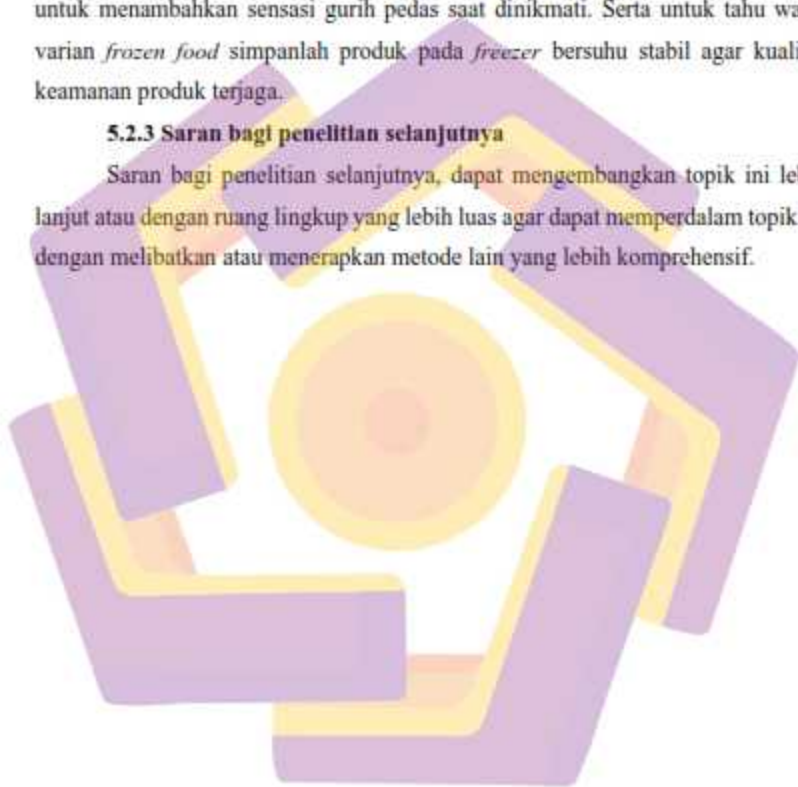 untuk menambahkan sensasi gurih pedas saat dinikmati. Serta untuk tahu wa
varian frozen food simpanlah produk pada freezer bersuhu stabil agar kuali
keamanan produk terjaga.
5.2.3 Saran bagi penelitian selanjutnya
Saran bagi penelitian selanjutnya, dapat mengembangkan topik ini le
lanjut atau dengan ruang lingkup yang lebih luas agar dapat memperdalam topik
dengan melibatkan atau menerapkan metode lain yang lebih komprehensif.